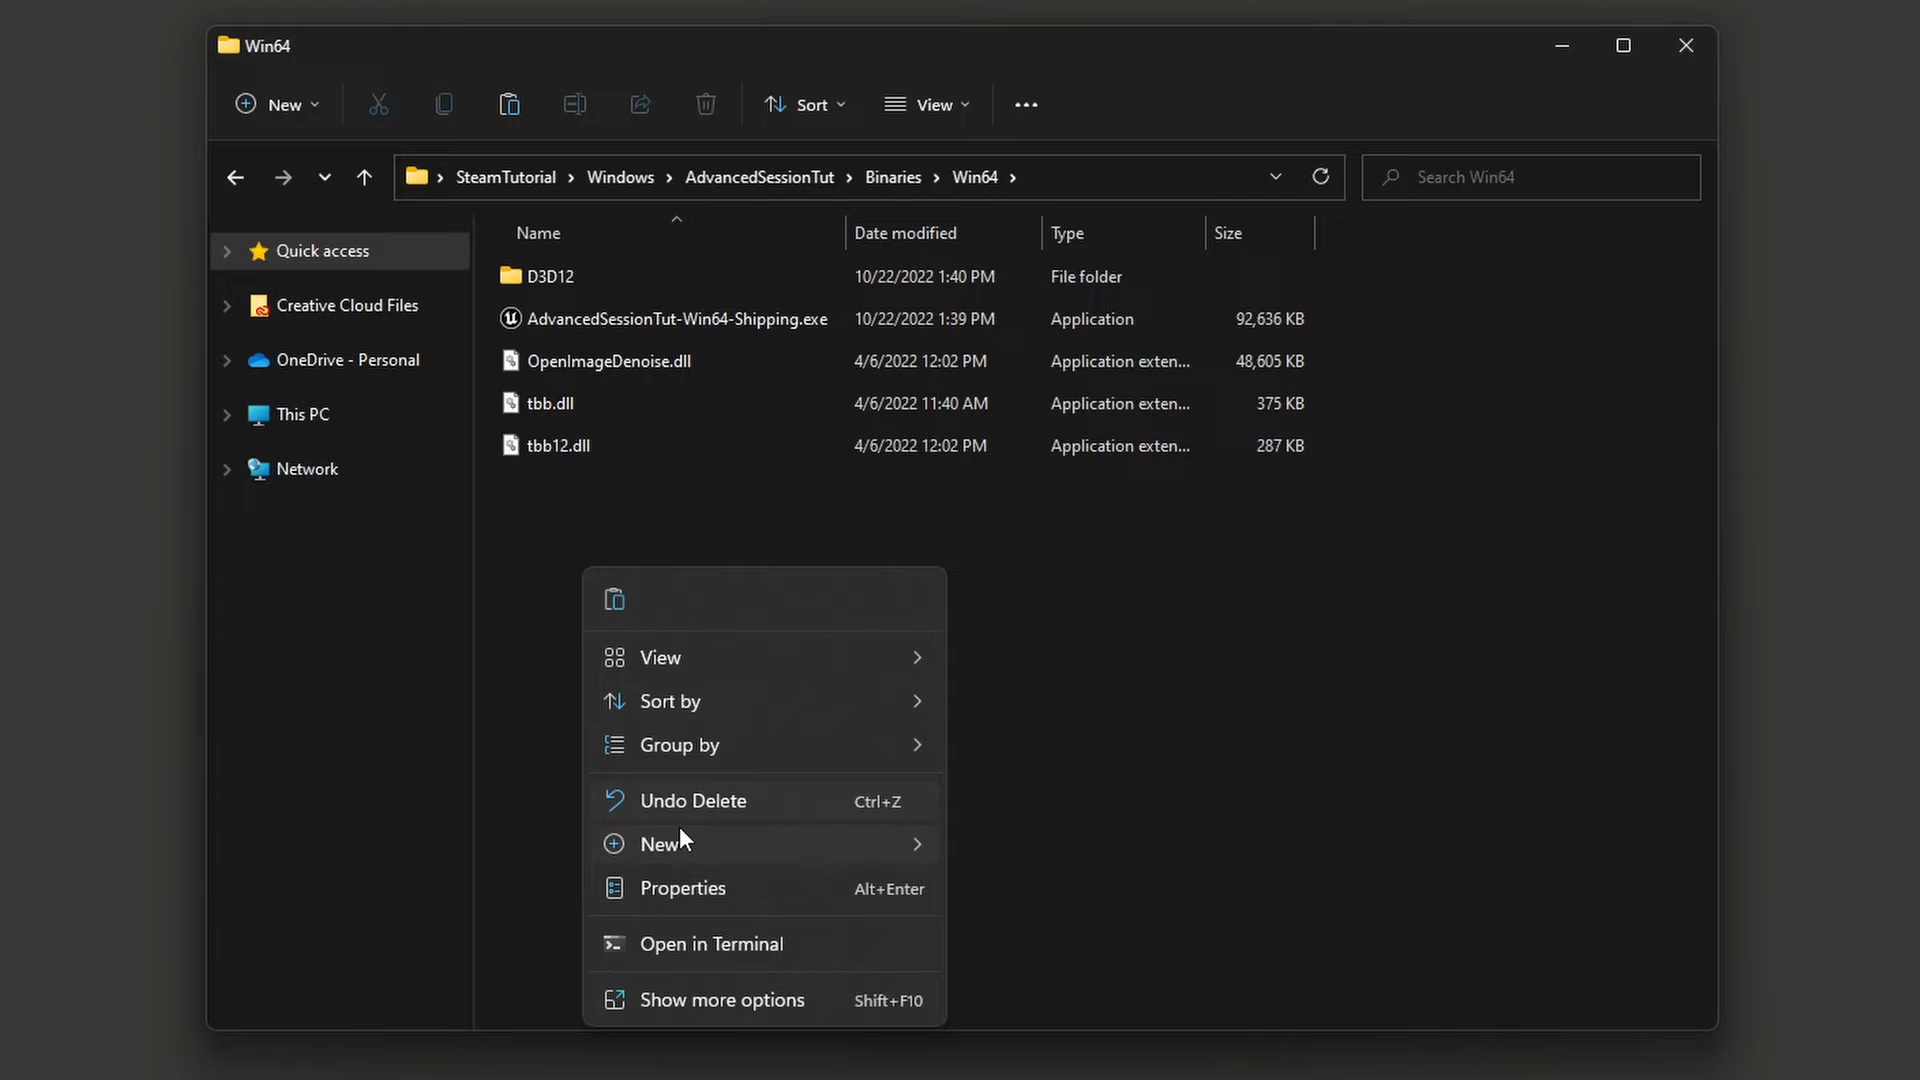 Win64
New
Sort
View
SteamTutorial > Windows > AdvancedSessionTut > Binaries > Win64 >
Search Win64
Quick access
Creative Cloud Files
OneDrive - Personal
This PC
Network
Name Date modified Type Size
D3D12 10/22/2022 1:40 PM File folder
AdvancedSessionTut-Win64-Shipping.exe 10/22/2022 1:39 PM Application 92,636 KB
OpenImageDenoise.dll 4/6/2022 12:02 PM Application exten... 48,605 KB
tbb.dll 4/6/2022 11:40 AM Application exten... 375 KB
tbb12.dll 4/6/2022 12:02 PM Application exten... 287 KB
View
Sort by
Group by
Undo Delete Ctrl+Z
New
Properties Alt+Enter
Open in Terminal
Show more options Shift+F10